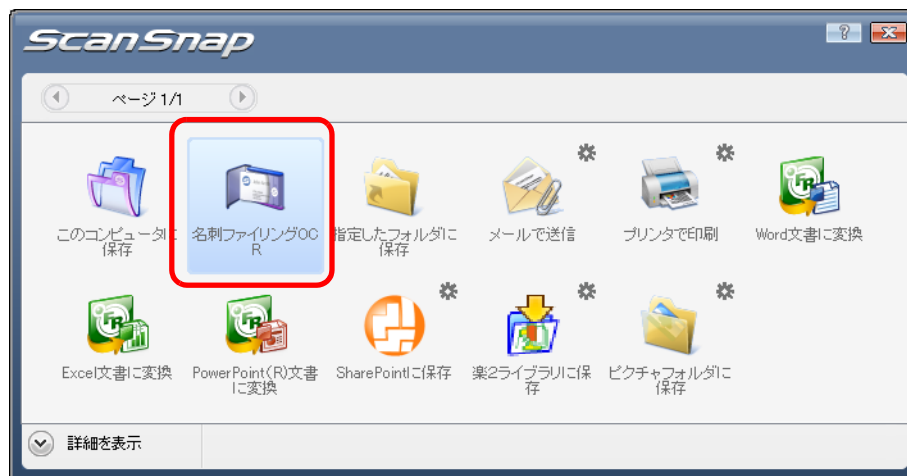 ScanSnap
ページ 1/1
このコンピュータに
保存
名刺ファイリングOC
R
指定したフォルダに
保存
メールで送信
プリンタで印刷
Word文書に変換
Excel文書に変換
PowerPoint(R)文書
に変換
SharePointに保存
楽2ライブラリに保
存
ピクチャフォルダに
保存
詳細を表示